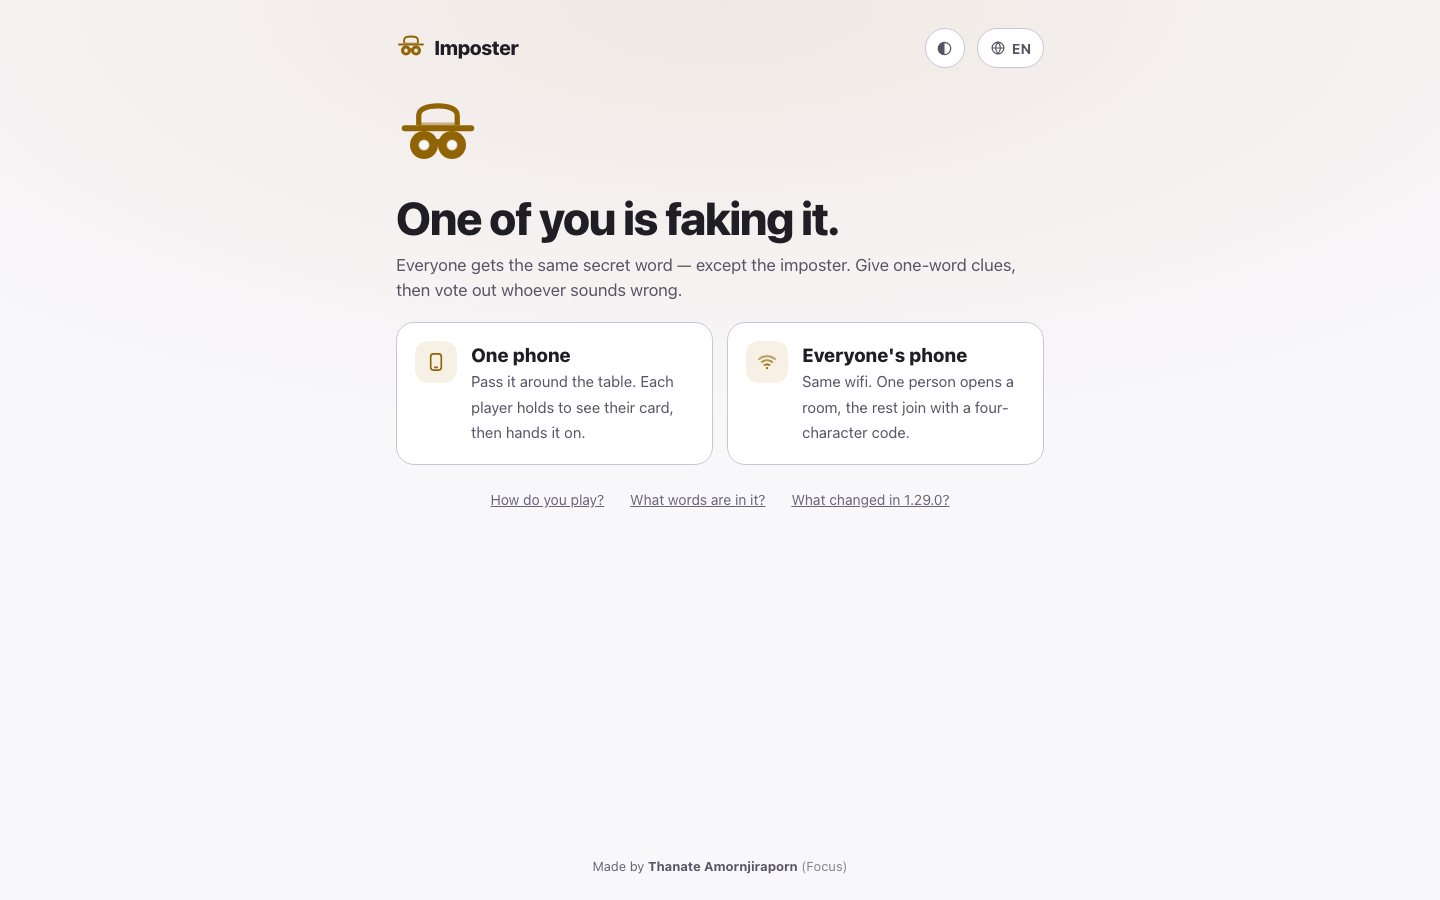 Imposter
EN
One of you is faking it.
Everyone gets the same secret word — except the imposter. Give one-word clues,
then vote out whoever sounds wrong.
One phone
Pass it around the table. Each
player holds to see their card,
then hands it on.
Everyone's phone
Same wifi. One person opens a
room, the rest join with a four-
character code.
How do you play? What words are in it? What changed in 1.29.0?
Made by Thanate Amornjiraporn (Focus)